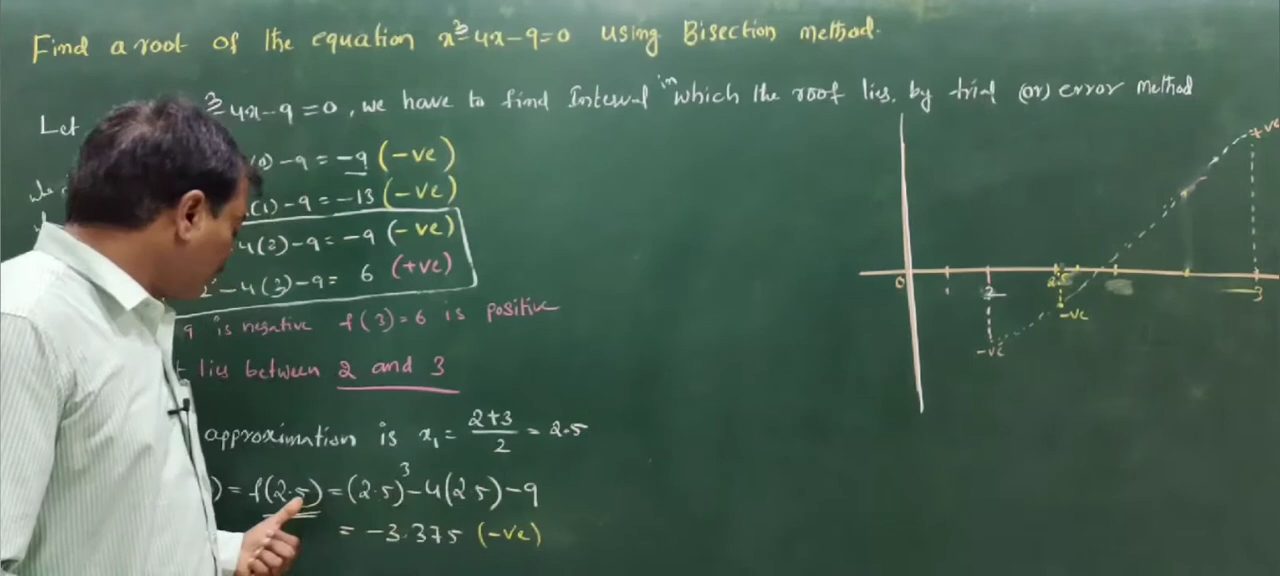 Find a root of the equation x³-4x-9=0 using Bisection method.
Let x³-4x-9=0, we have to find Interval in which the root lies, by trial (or) error method
(0)-9=-9 (-ve)
(1)-9=-13 (-ve)
4(2)-9=-9 (-ve)
-4(3)-9= 6 (+ve)
9 is negative f(3)=6 is positive
lies between 2 and 3
approximation is x₁= 2+3/2 = 2.5
)=f(2.5)=(2.5)³-4(2.5)-9
= -3.375 (-ve)
+ve
0
1
2
2.5
3
-ve
-ve